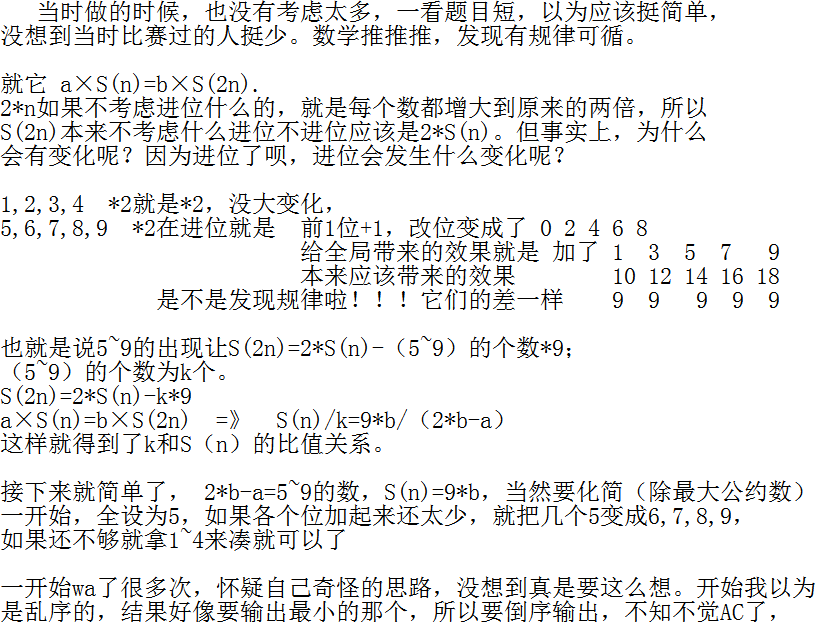 当时做的时候，也没有考虑太多，一看题目短，以为应该挺简单，
没想到当时比赛过的人挺少。数学推推推，发现有规律可循。
就它 a×S(n)=b×S(2n).
2*n如果不考虑进位什么的，就是每个数都增大到原来的两倍，所以
S(2n)本来不考虑什么进位不进位应该是2*S(n)。但事实上，为什么
会有变化呢？因为进位了呗，进位会发生什么变化呢？
1,2,3,4 *2就是*2，没大变化，
5,6,7,8,9 *2在进位就是 前1位+1，改位变成了 0 2 4 6 8
给全局带来的效果就是 加了 1 3 5 7 9
本来应该带来的效果 10 12 14 16 18
是不是发现规律啦！！！它们的差一样 9 9 9 9 9
也就是说5~9的出现让S(2n)=2*S(n)-（5~9）的个数*9；
（5~9）的个数为k个。
S(2n)=2*S(n)-k*9
a×S(n)=b×S(2n) =》 S(n)/k=9*b/（2*b-a）
这样就得到了k和S（n）的比值关系。
接下来就简单了， 2*b-a=5~9的数，S(n)=9*b，当然要化简（除最大公约数）
一开始，全设为5，如果各个位加起来还太少，就把几个5变成6,7,8,9，
如果还不够就拿1~4来凑就可以了
一开始wa了很多次，怀疑自己奇怪的思路，没想到真是要这么想。开始我以为
是乱序的，结果好像要输出最小的那个，所以要倒序输出，不知不觉AC了，